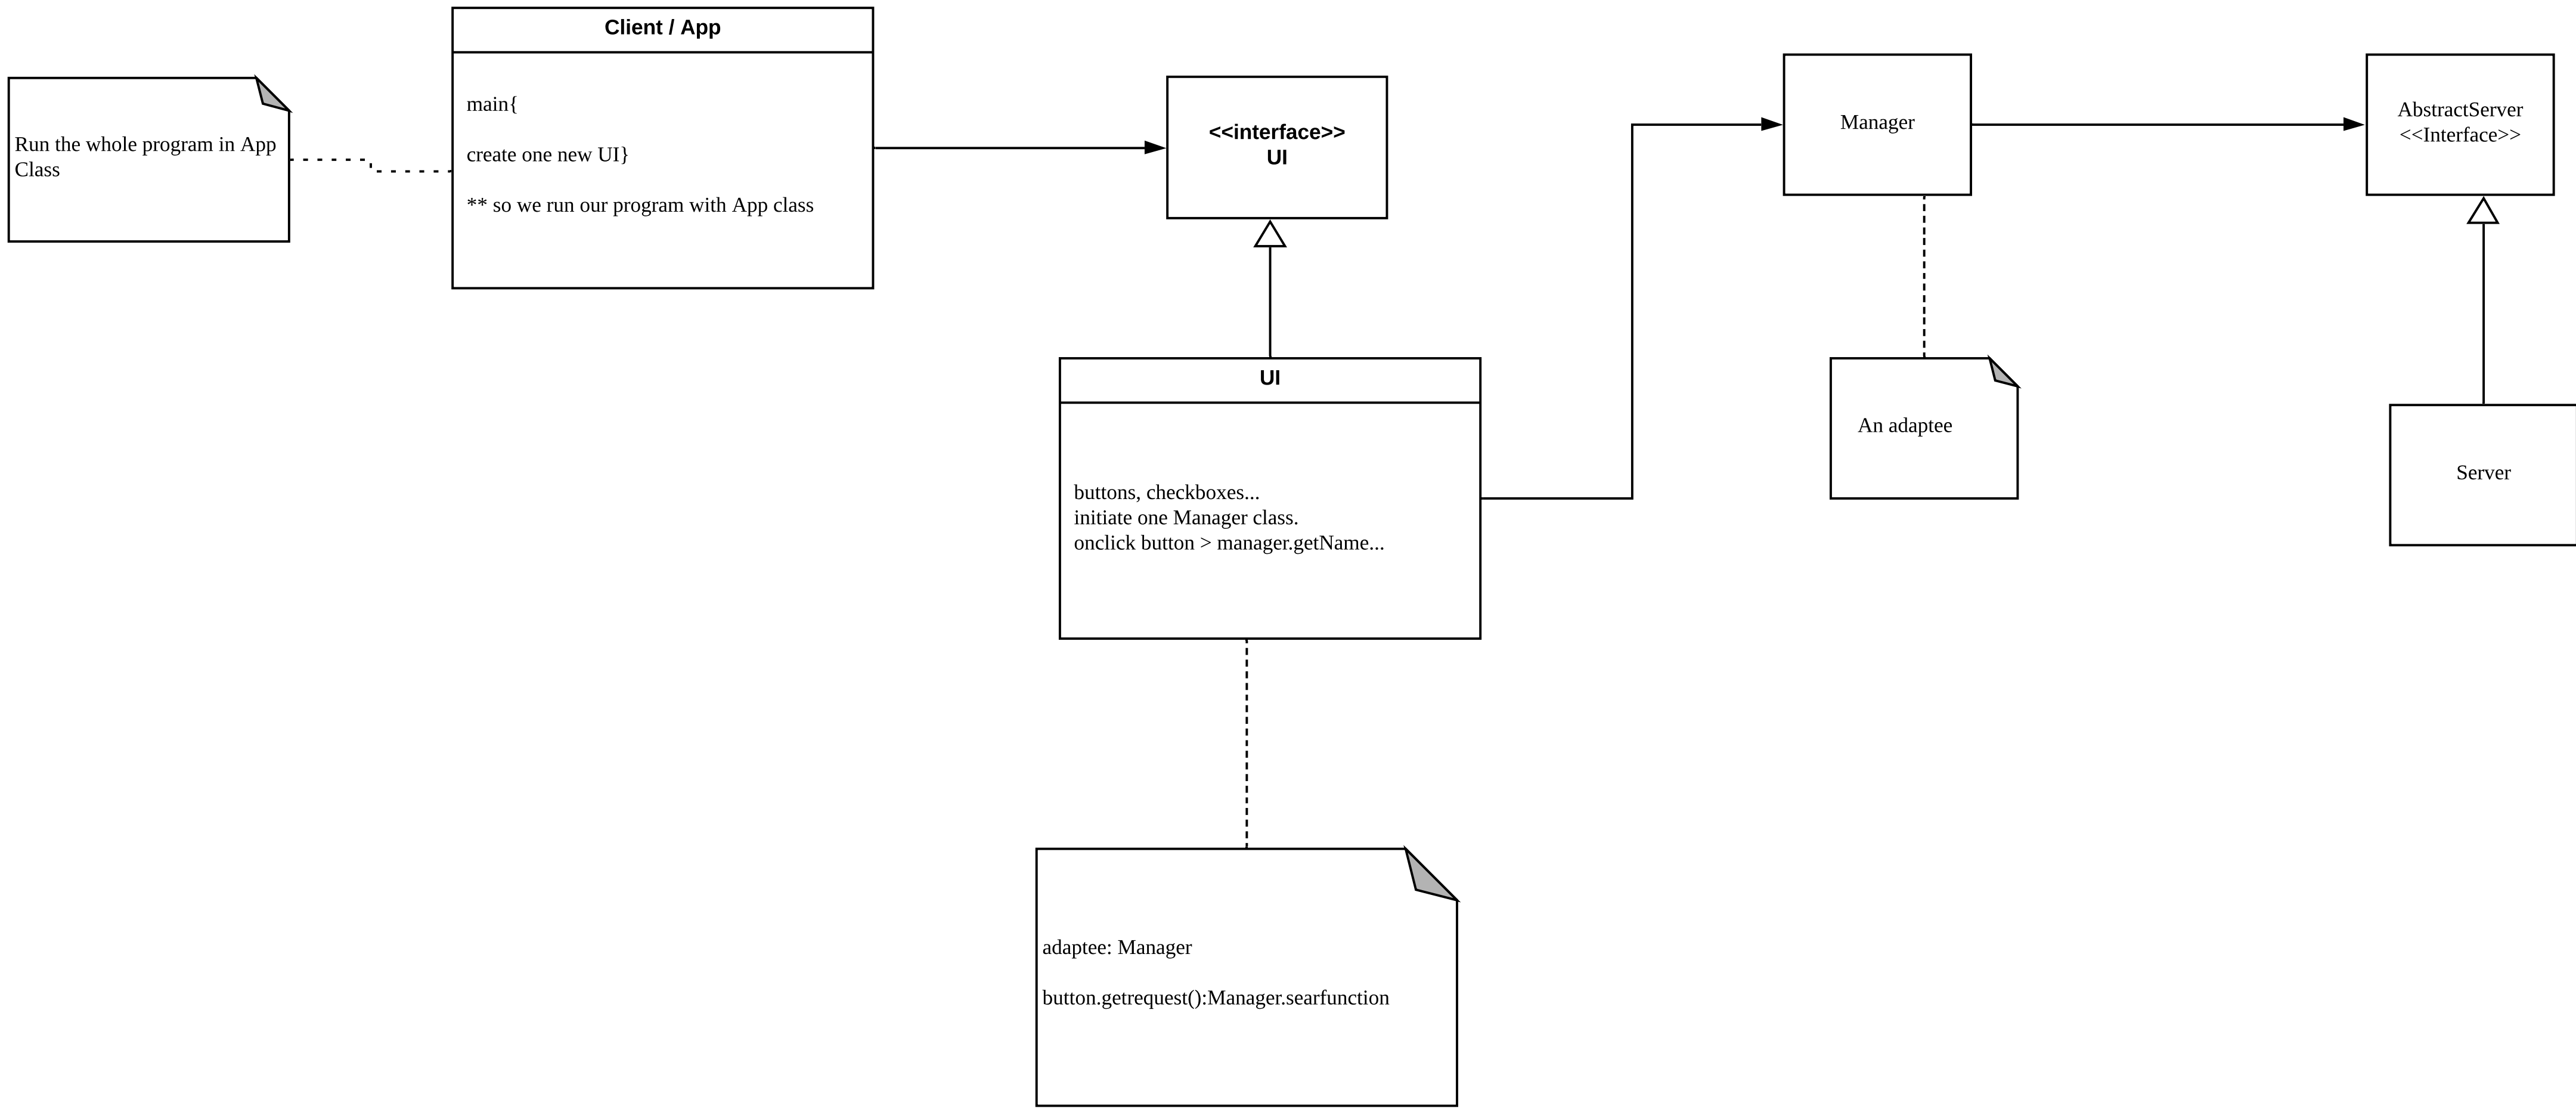 Client / App
main{
create one new UI}
** so we run our program with App class
Run the whole program in App
Class
<<interface>>
UI
Manager
AbstractServer
<<Interface>>
UI
buttons, checkboxes...
initiate one Manager class.
onclick button > manager.getName...
An adaptee
Server
adaptee: Manager
button.getrequest():Manager.searfunction